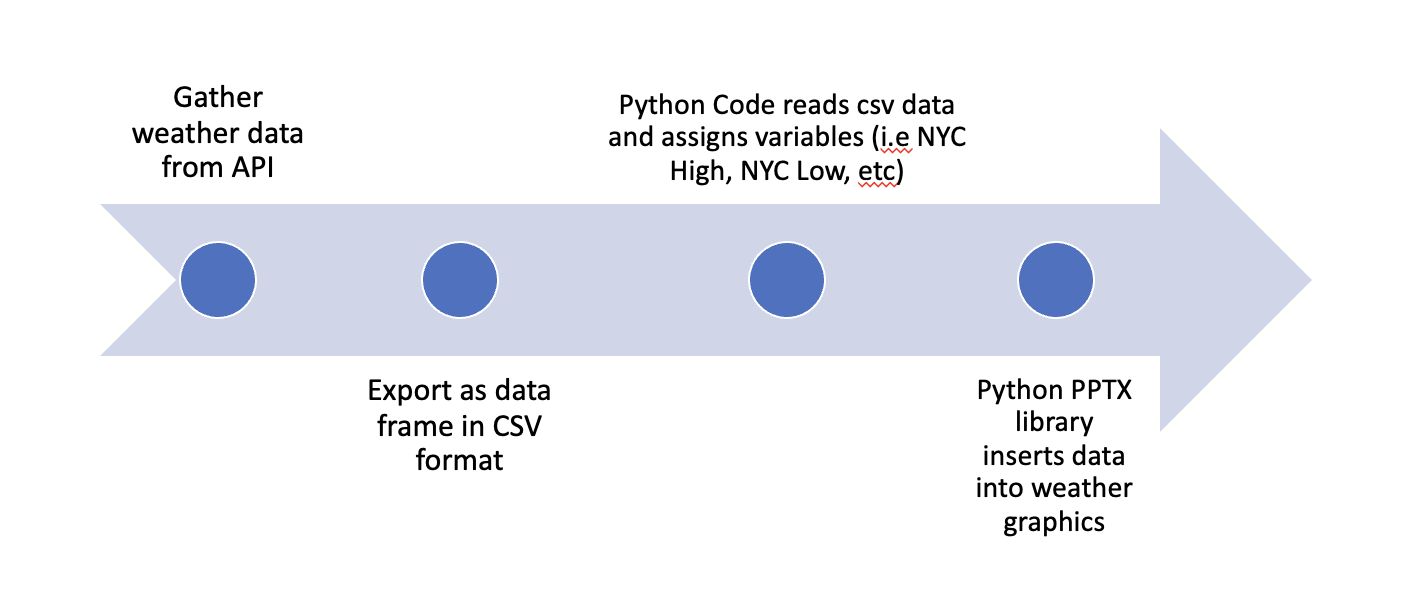 Gather
weather data
from API
Export as data
frame in CSV
format
Python Code reads csv data
and assigns variables (i.e NYC
High, NYC Low, etc)
Python PPTX
library
inserts data
into weather
graphics